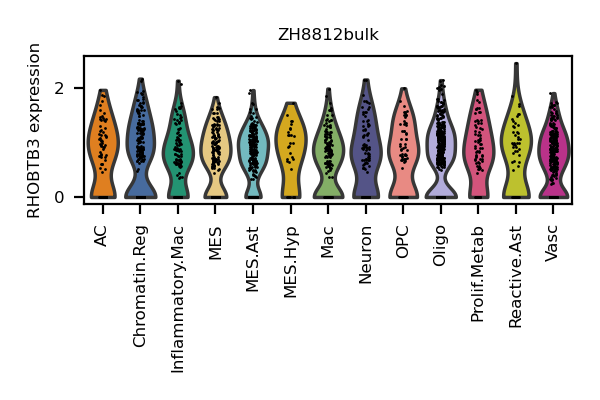 ZH8812bulk
RHOBTB3 expression
2
0
AC
Chromatin.Reg
Inflammatory.Mac
MES
MES.Ast
MES.Hyp
Mac
Neuron
OPC
Oligo
Prolif.Metab
Reactive.Ast
Vasc